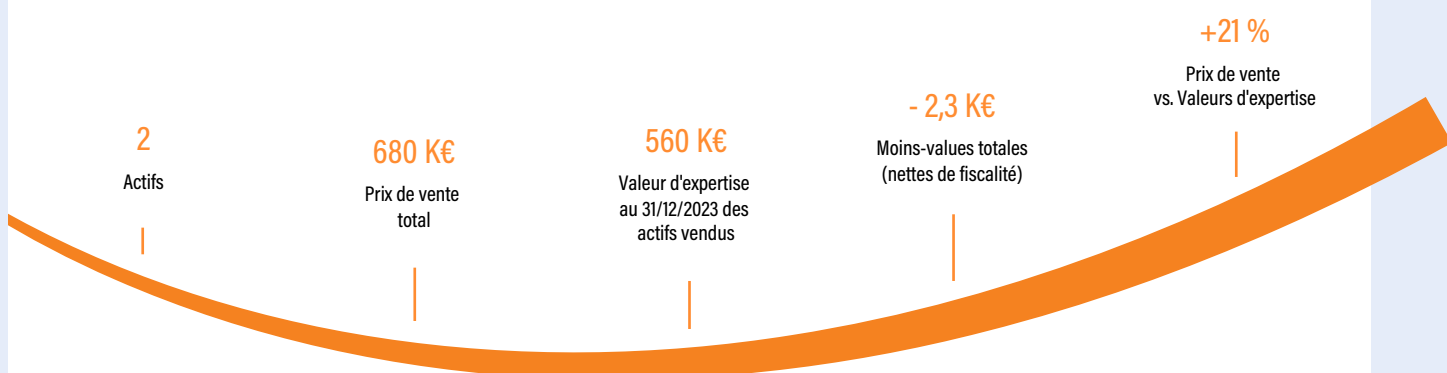 2
Actifs
680 K€
Prix de vente
total
560 K€
Valeur d'expertise
au 31/12/2023 des
actifs vendus
- 2,3 K€
Moins-values totales
(nettes de fiscalité)
+21 %
Prix de vente
vs. Valeurs d'expertise